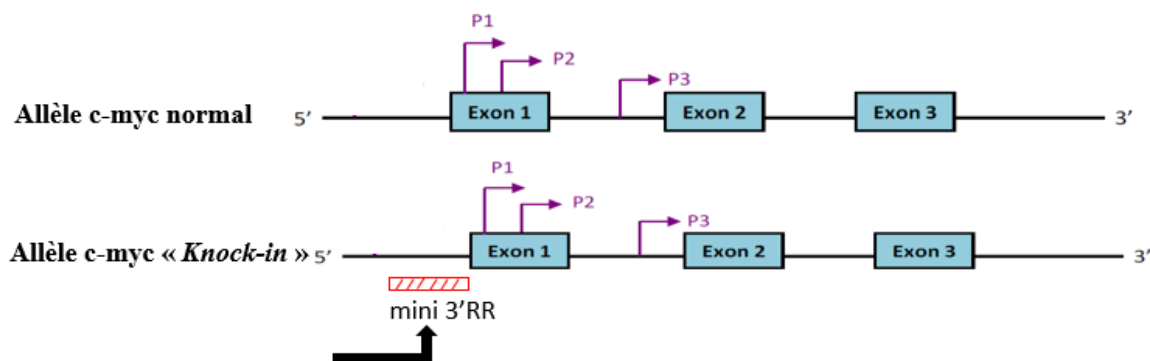 P1
P2
P3
Allèle c-myc normal 5’ Exon 1 Exon 2 Exon 3 3’
P1
P2
P3
Allèle c-myc « Knock-in » 5’ Exon 1 Exon 2 Exon 3 3’
mini 3’RR